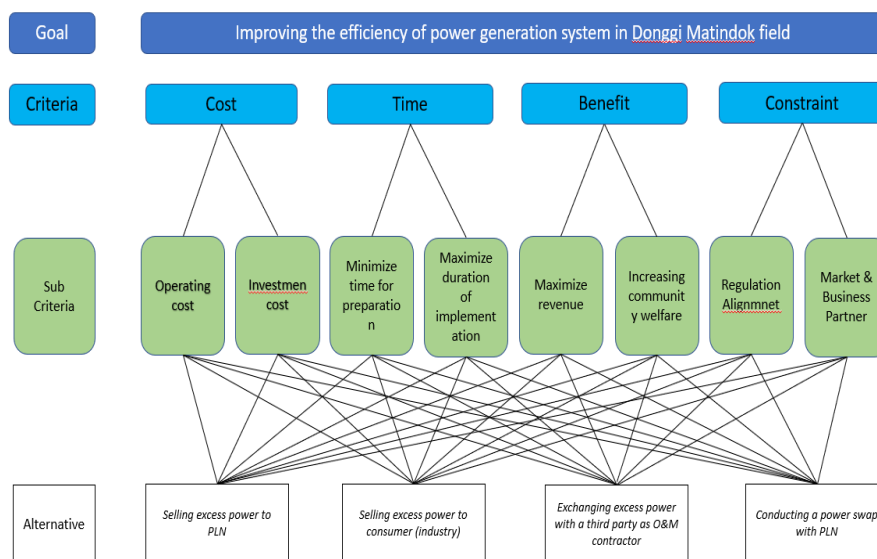 Goal
Improving the efficiency of power generation system in Donggi Matindok field
Criteria
Cost
Time
Benefit
Constraint
Sub
Criteria
Operating
cost
Investmen
cost
Minimize
time for
preparatio
n
Maximize
duration
of
implement
ation
Maximize
revenue
Increasing
communit
y welfare
Regulation
Alignmnet
Market &
Business
Partner
Alternative
Selling excess power to
PLN
Selling excess power to
consumer (industry)
Exchanging excess power
with a third party as O&M
contractor
Conducting a power swap
with PLN